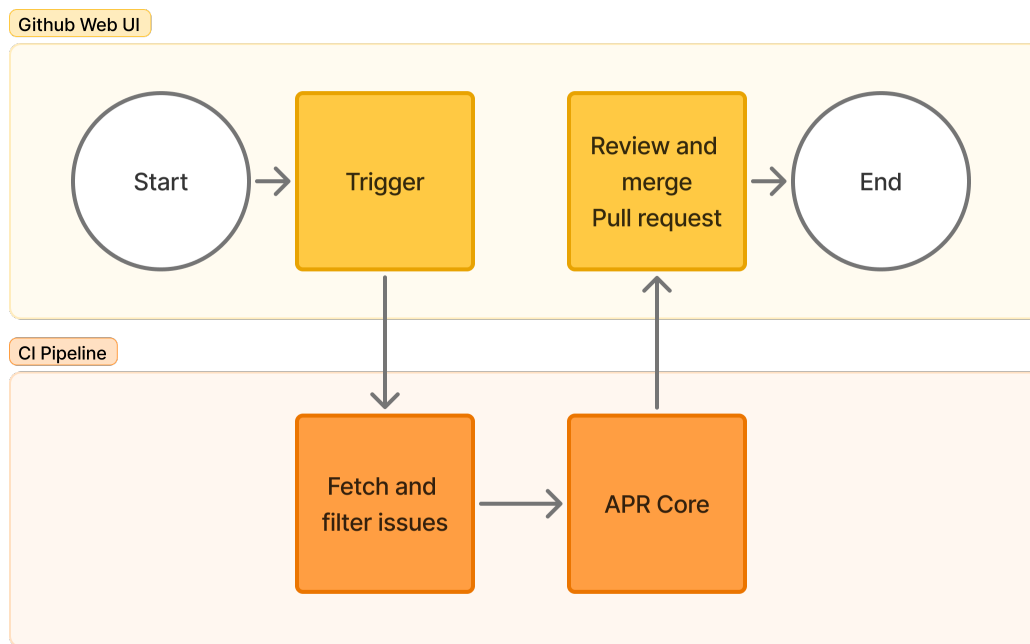 Github Web UI
Start
Trigger
Review and
merge
Pull request
End
CI Pipeline
Fetch and
filter issues
APR Core